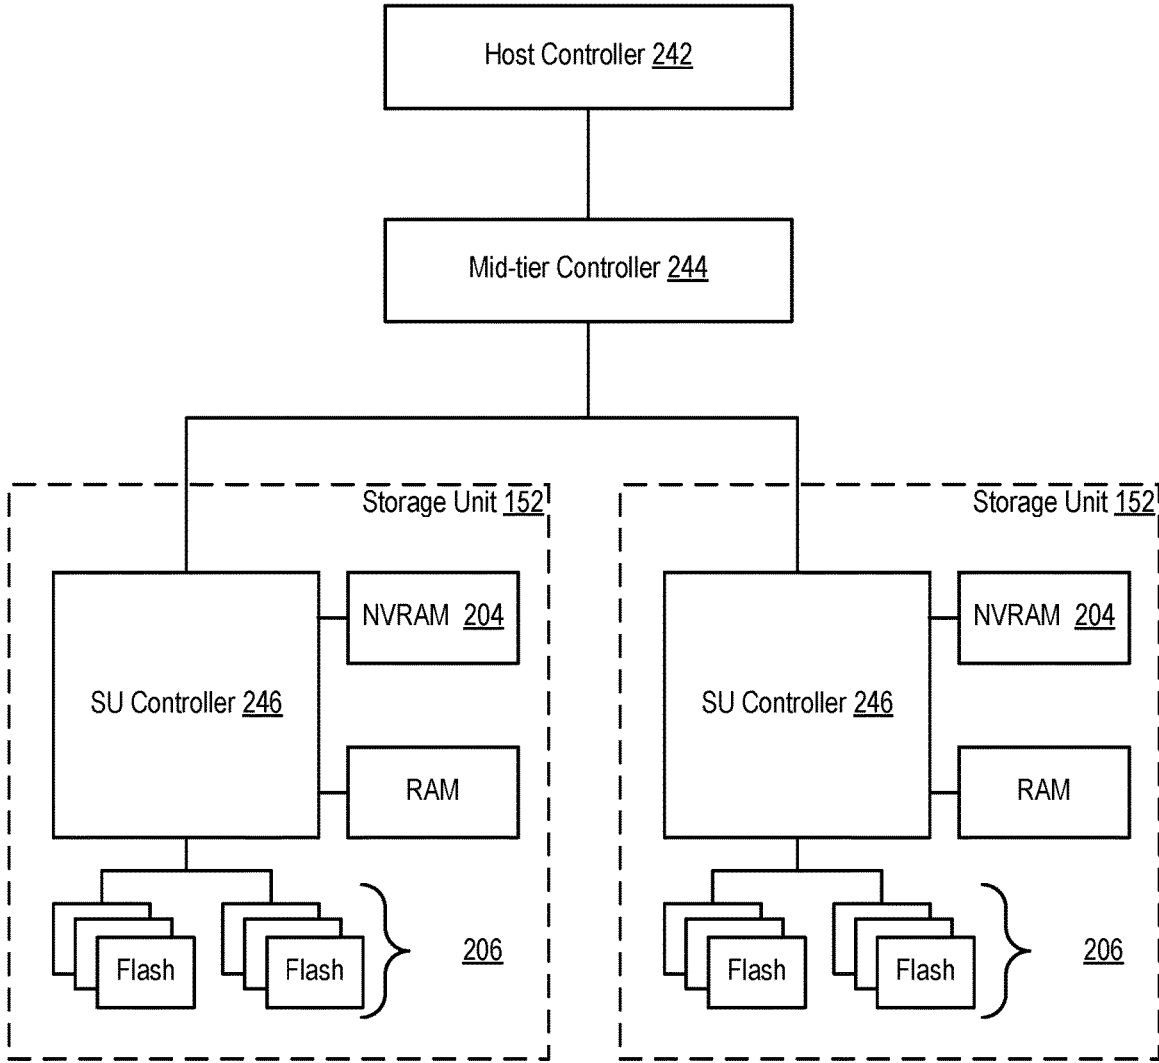 Host Controller 242
Mid-tier Controller 244
Storage Unit 152
NVRAM 204
SU Controller 246
RAM
Flash
Flash
206
Storage Unit 152
NVRAM 204
SU Controller 246
RAM
Flash
Flash
206